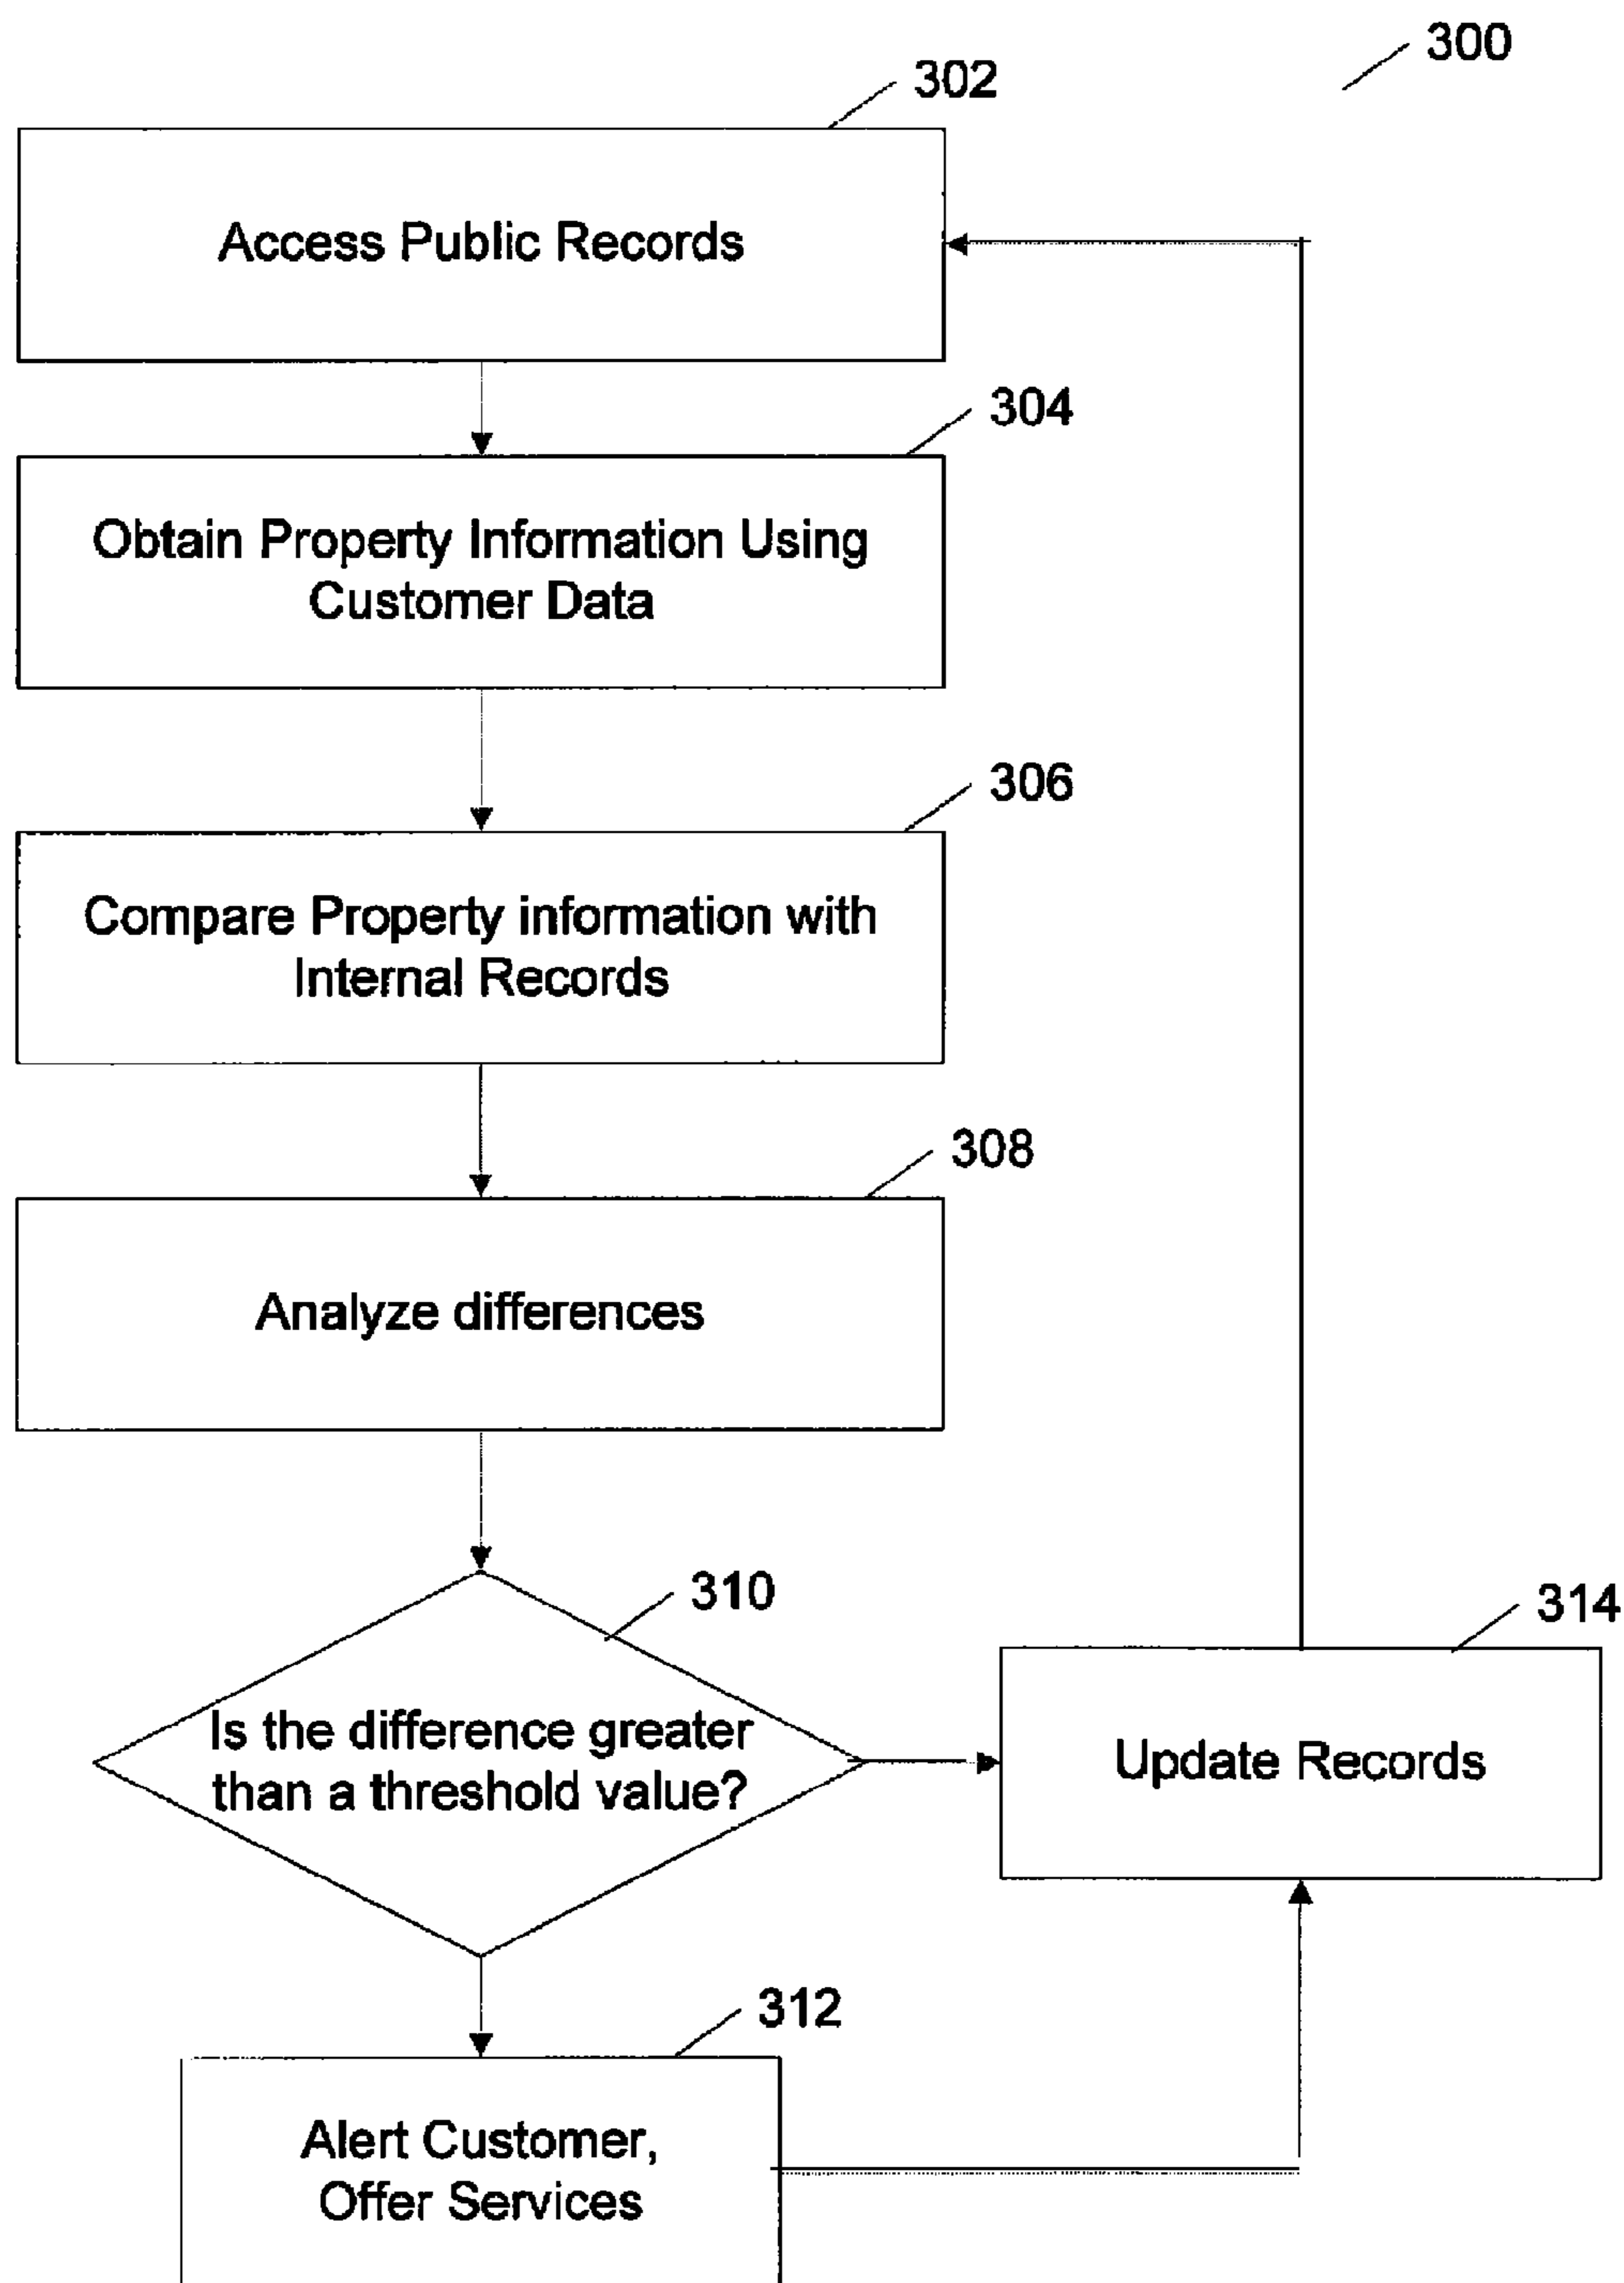 300
302
Access Public Records
304
Obtain Property Information Using
Customer Data
306
Compare Property information with
Internal Records
308
Analyze differences
310
Is the difference greater
than a threshold value?
314
Update Records
312
Alert Customer,
Offer Services